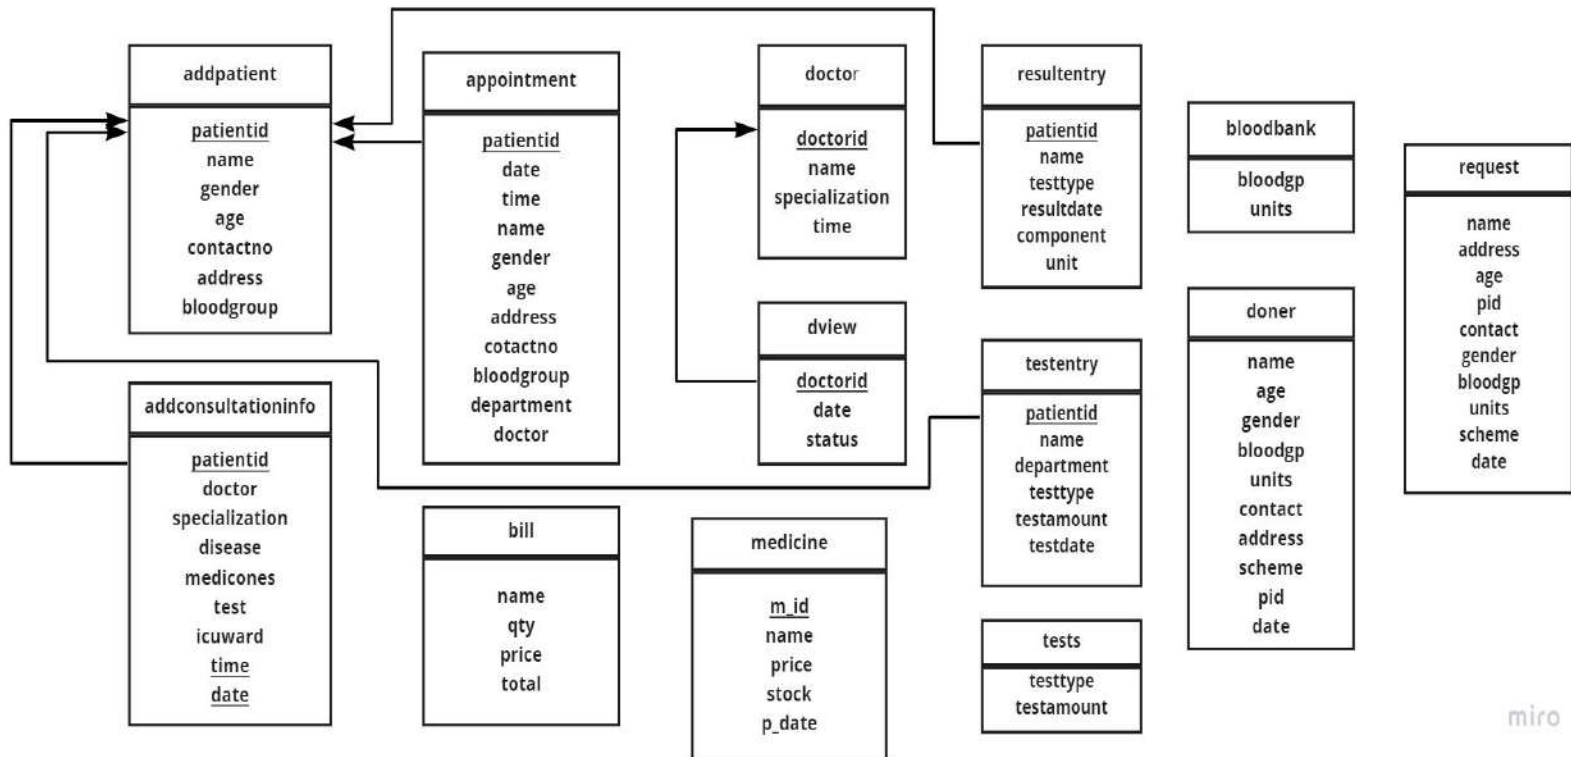 addpatient
patientid
name
gender
age
contactno
address
bloodgroup
appointment
patientid
date
time
name
gender
age
address
cotactno
bloodgroup
department
doctor
doctor
doctorid
name
specialization
time
resultentry
patientid
name
testtype
resultdate
component
unit
bloodbank
bloodgp
units
request
name
address
age
pid
contact
gender
bloodgp
units
scheme
date
addconsultationinfo
patientid
doctor
specialization
disease
medicones
test
icuward
time
date
dview
doctorid
date
status
testentry
patientid
name
department
testtype
testamount
testdate
doner
name
age
gender
bloodgp
units
contact
address
scheme
pid
date
bill
name
qty
price
total
medicine
m_id
name
price
stock
p_date
tests
testtype
testamount
miro